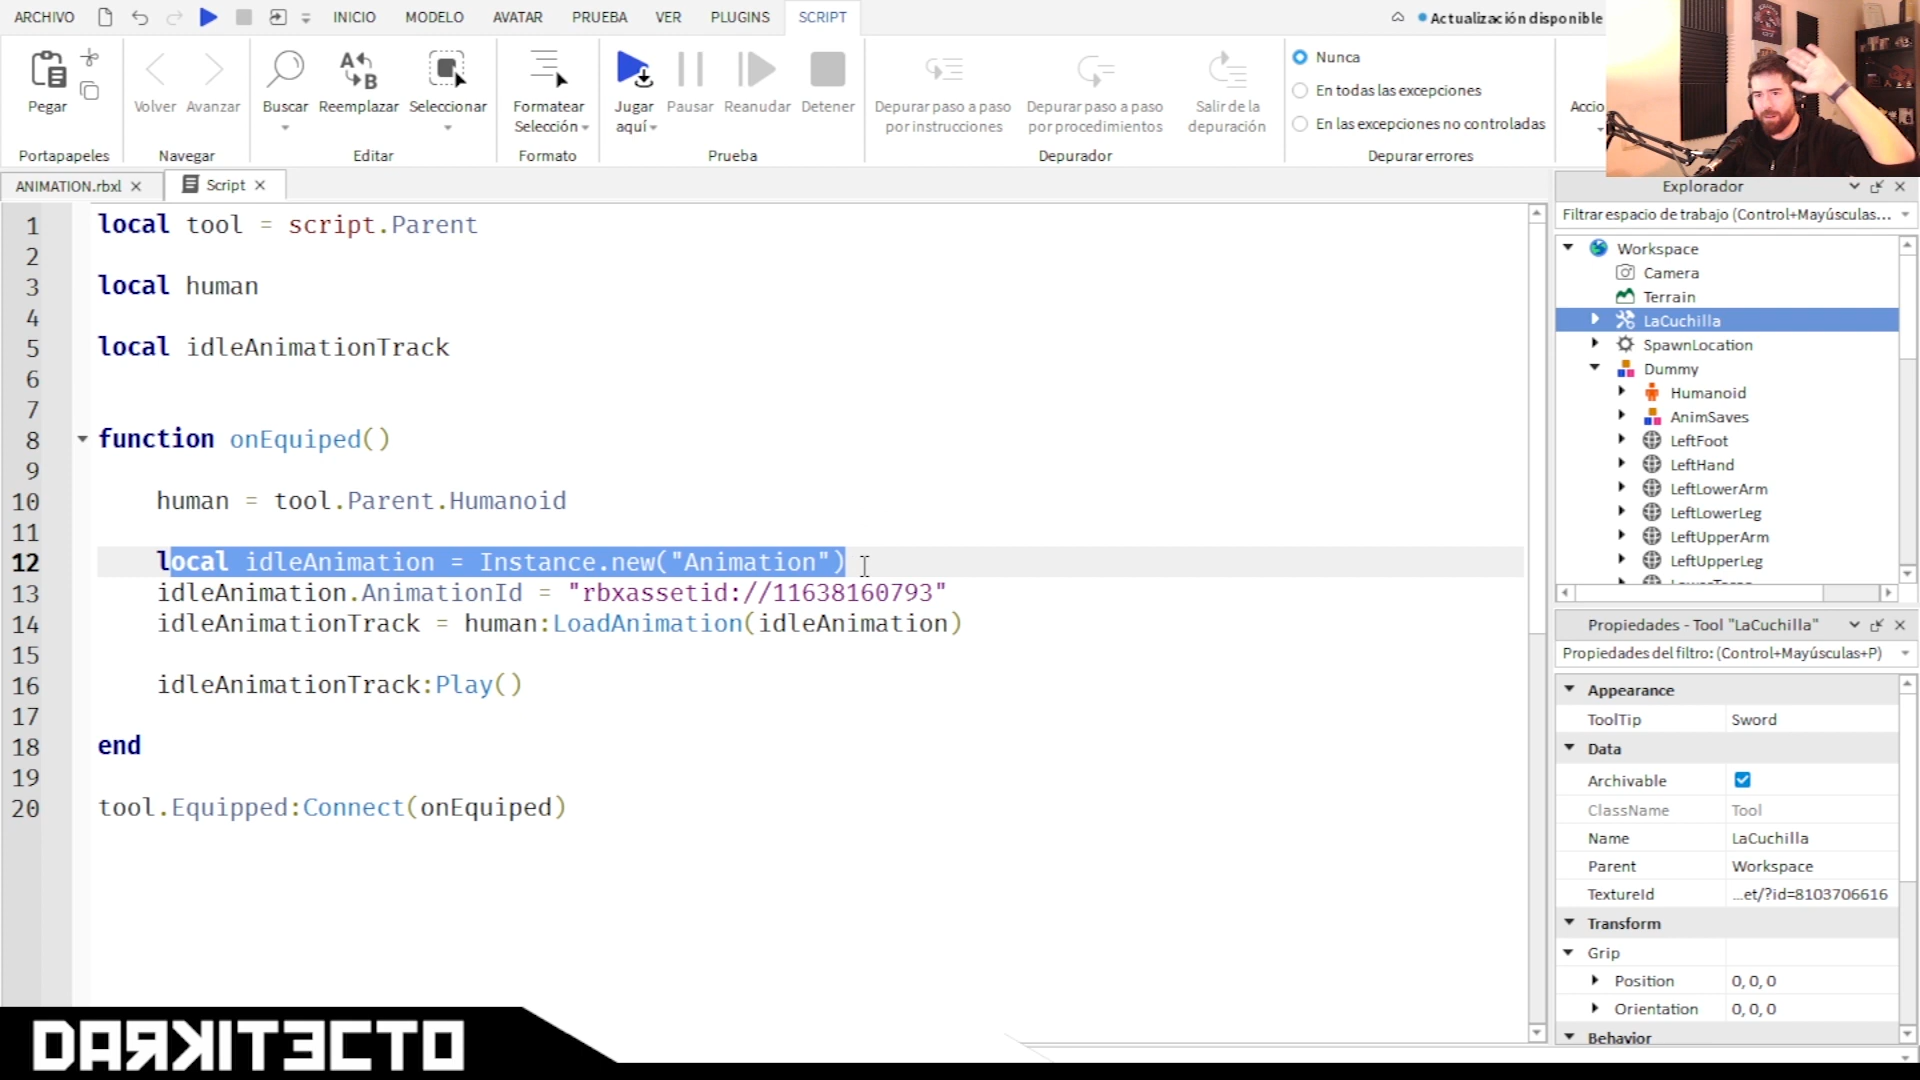 ARCHIVO INICIO MODELO AVATAR PRUEBA VER PLUGINS SCRIPT Actualización disponible
Pegar
Portapapeles
Volver Avanzar
Navegar
Buscar Reemplazar Seleccionar
Editar
Formatear
Selección
Formato
Jugar
aquí
Pausar Reanudar Detener
Prueba
Depurar paso a paso
por instrucciones
Depurar paso a paso
por procedimientos
Salir de la
depuración
Depurador
Nunca
En todas las excepciones
En las excepciones no controladas
Depurar errores
Accio
ANIMATION.rbxl Script
1 local tool = script.Parent
2
3 local human
4
5 local idleAnimationTrack
6
7
8 function onEquiped()
9
10 human = tool.Parent.Humanoid
11
12 local idleAnimation = Instance.new("Animation")
13 idleAnimation.AnimationId = "rbxassetid://11638160793"
14 idleAnimationTrack = human:LoadAnimation(idleAnimation)
15
16 idleAnimationTrack:Play()
17
18 end
19
20 tool.Equipped:Connect(onEquiped)
Explorador
Filtrar espacio de trabajo (Control+Mayúsculas...
Workspace
Camera
Terrain
LaCuchilla
SpawnLocation
Dummy
Humanoid
AnimSaves
LeftFoot
LeftHand
LeftLowerArm
LeftLowerLeg
LeftUpperArm
LeftUpperLeg
Propiedades - Tool "LaCuchilla"
Propiedades del filtro: (Control+Mayúsculas+P)
Appearance
ToolTip Sword
Data
Archivable
ClassName Tool
Name LaCuchilla
Parent Workspace
TextureId ...et/?id=8103706616
Transform
Grip
Position 0, 0, 0
Orientation 0, 0, 0
Behavior
DARKITECTO